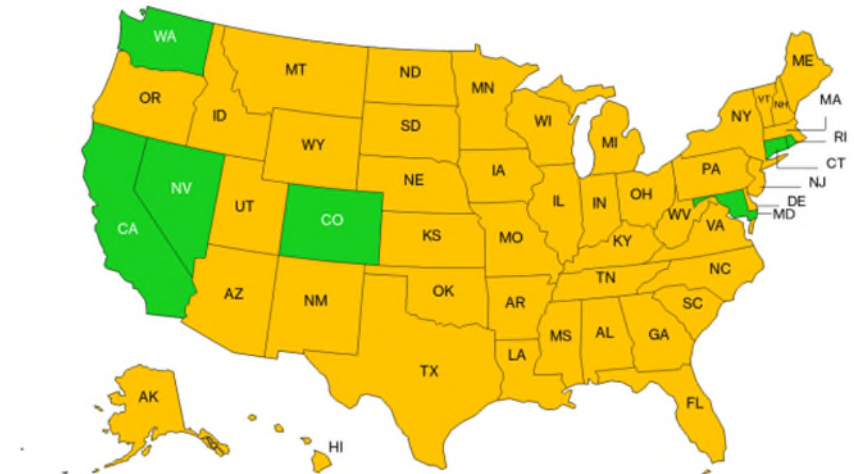 WA
MT
ND
MN
ME
OR
ID
WY
SD
WI
MI
NY
VT
NH
MA
RI
CT
NJ
DE
MD
NV
CA
UT
CO
NE
IA
IL
IN
OH
PA
WV
VA
KS
MO
KY
NC
TN
AZ
NM
OK
AR
SC
MS
AL
GA
TX
LA
FL
AK
HI